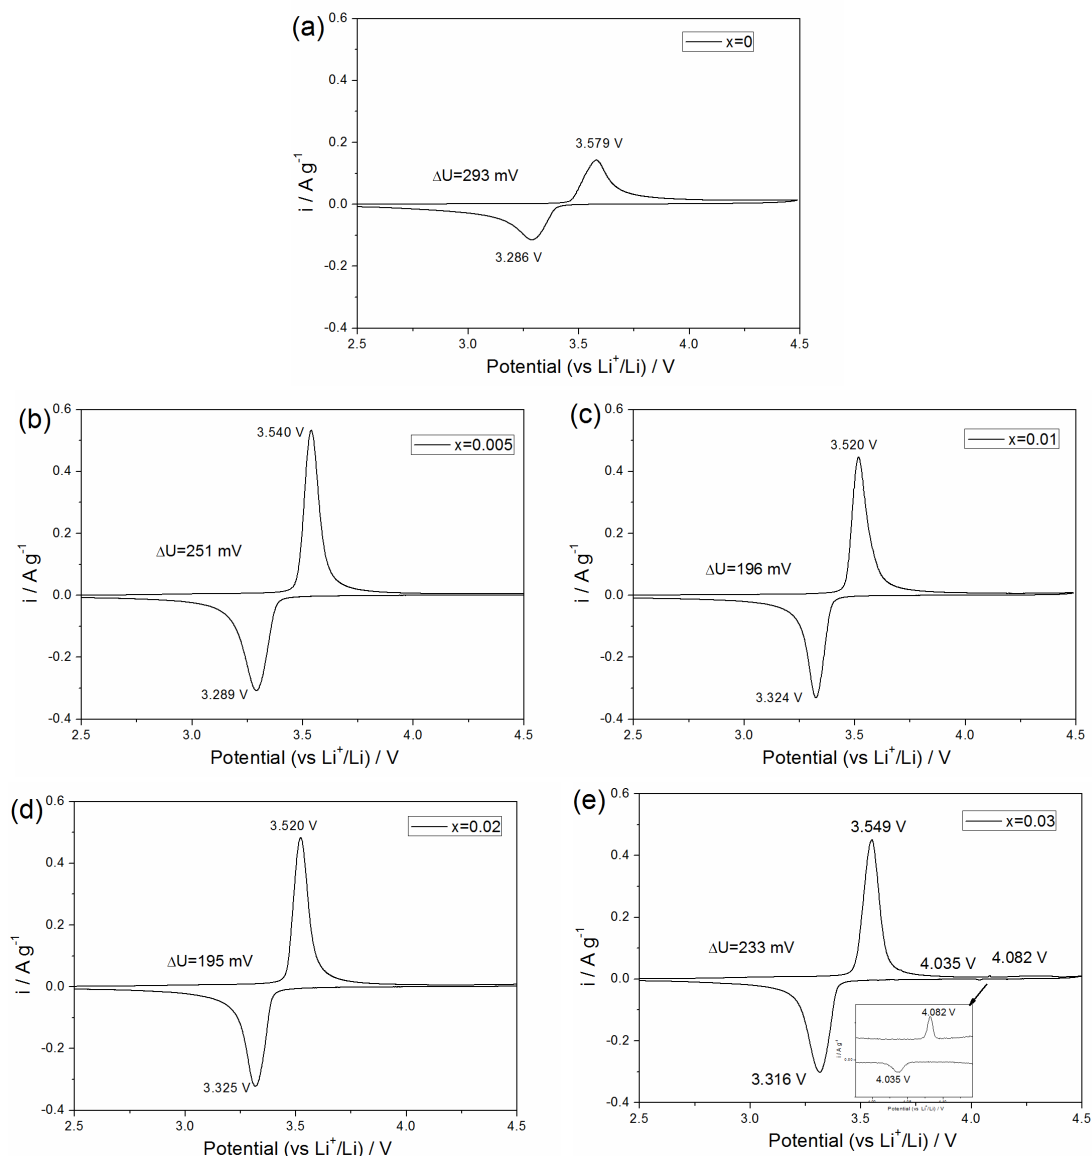 (a)
x=0
3.579 V
ΔU=293 mV
3.286 V
0.6
0.4
0.2
0.0
-0.2
-0.4
i / A g⁻¹
2.5 3.0 3.5 4.0 4.5
Potential (vs Li⁺/Li) / V
(b)
x=0.005
3.540 V
ΔU=251 mV
3.289 V
0.6
0.4
0.2
0.0
-0.2
-0.4
i / A g⁻¹
2.5 3.0 3.5 4.0 4.5
Potential (vs Li⁺/Li) / V
(c)
x=0.01
3.520 V
ΔU=196 mV
3.324 V
0.6
0.4
0.2
0.0
-0.2
-0.4
i / A g⁻¹
2.5 3.0 3.5 4.0 4.5
Potential (vs Li⁺/Li) / V
(d)
x=0.02
3.520 V
ΔU=195 mV
3.325 V
0.6
0.4
0.2
0.0
-0.2
-0.4
i / A g⁻¹
2.5 3.0 3.5 4.0 4.5
Potential (vs Li⁺/Li) / V
(e)
x=0.03
3.549 V
ΔU=233 mV
4.035 V
4.082 V
3.316 V
0.6
0.4
0.2
0.0
-0.2
-0.4
i / A g⁻¹
4.082 V
0.00
4.035 V
i / A g⁻¹
Potential (vs Li⁺/Li) / V
2.5 3.0 3.5 4.0 4.5
Potential (vs Li⁺/Li) / V